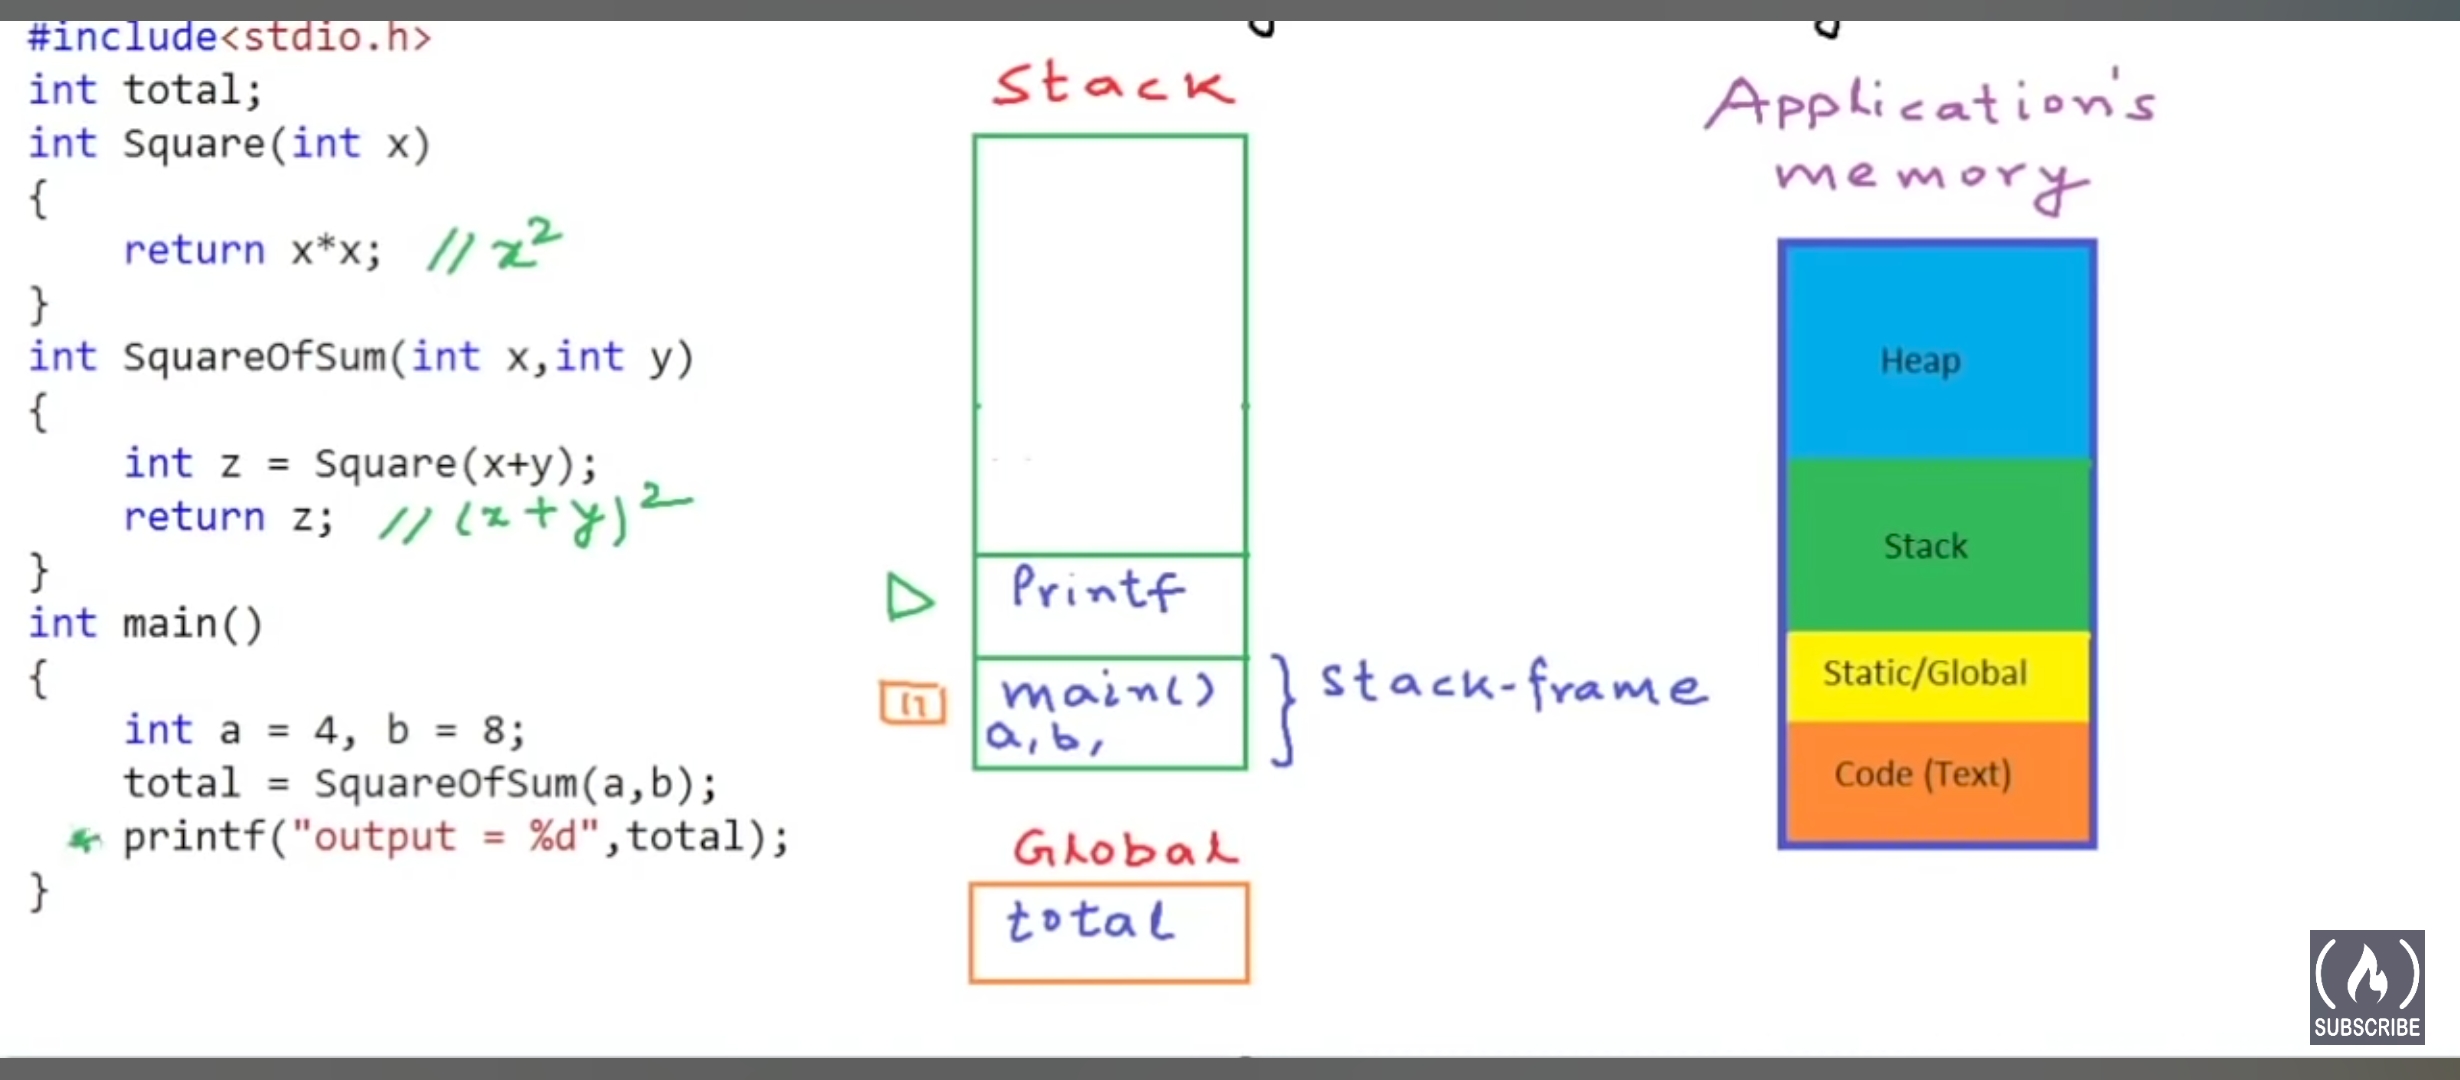 #include<stdio.h>
int total;
int Square(int x)
{
return x*x; //x²
}
int SquareOfSum(int x,int y)
{
int z = Square(x+y);
return z; //(x+y)²
}
int main()
{
int a = 4, b = 8;
total = SquareOfSum(a,b);
printf("output = %d",total);
}
Stack
Printf
main()
a,b,
stack-frame
Global
total
Application's
memory
Heap
Stack
Static/Global
Code (Text)
SUBSCRIBE